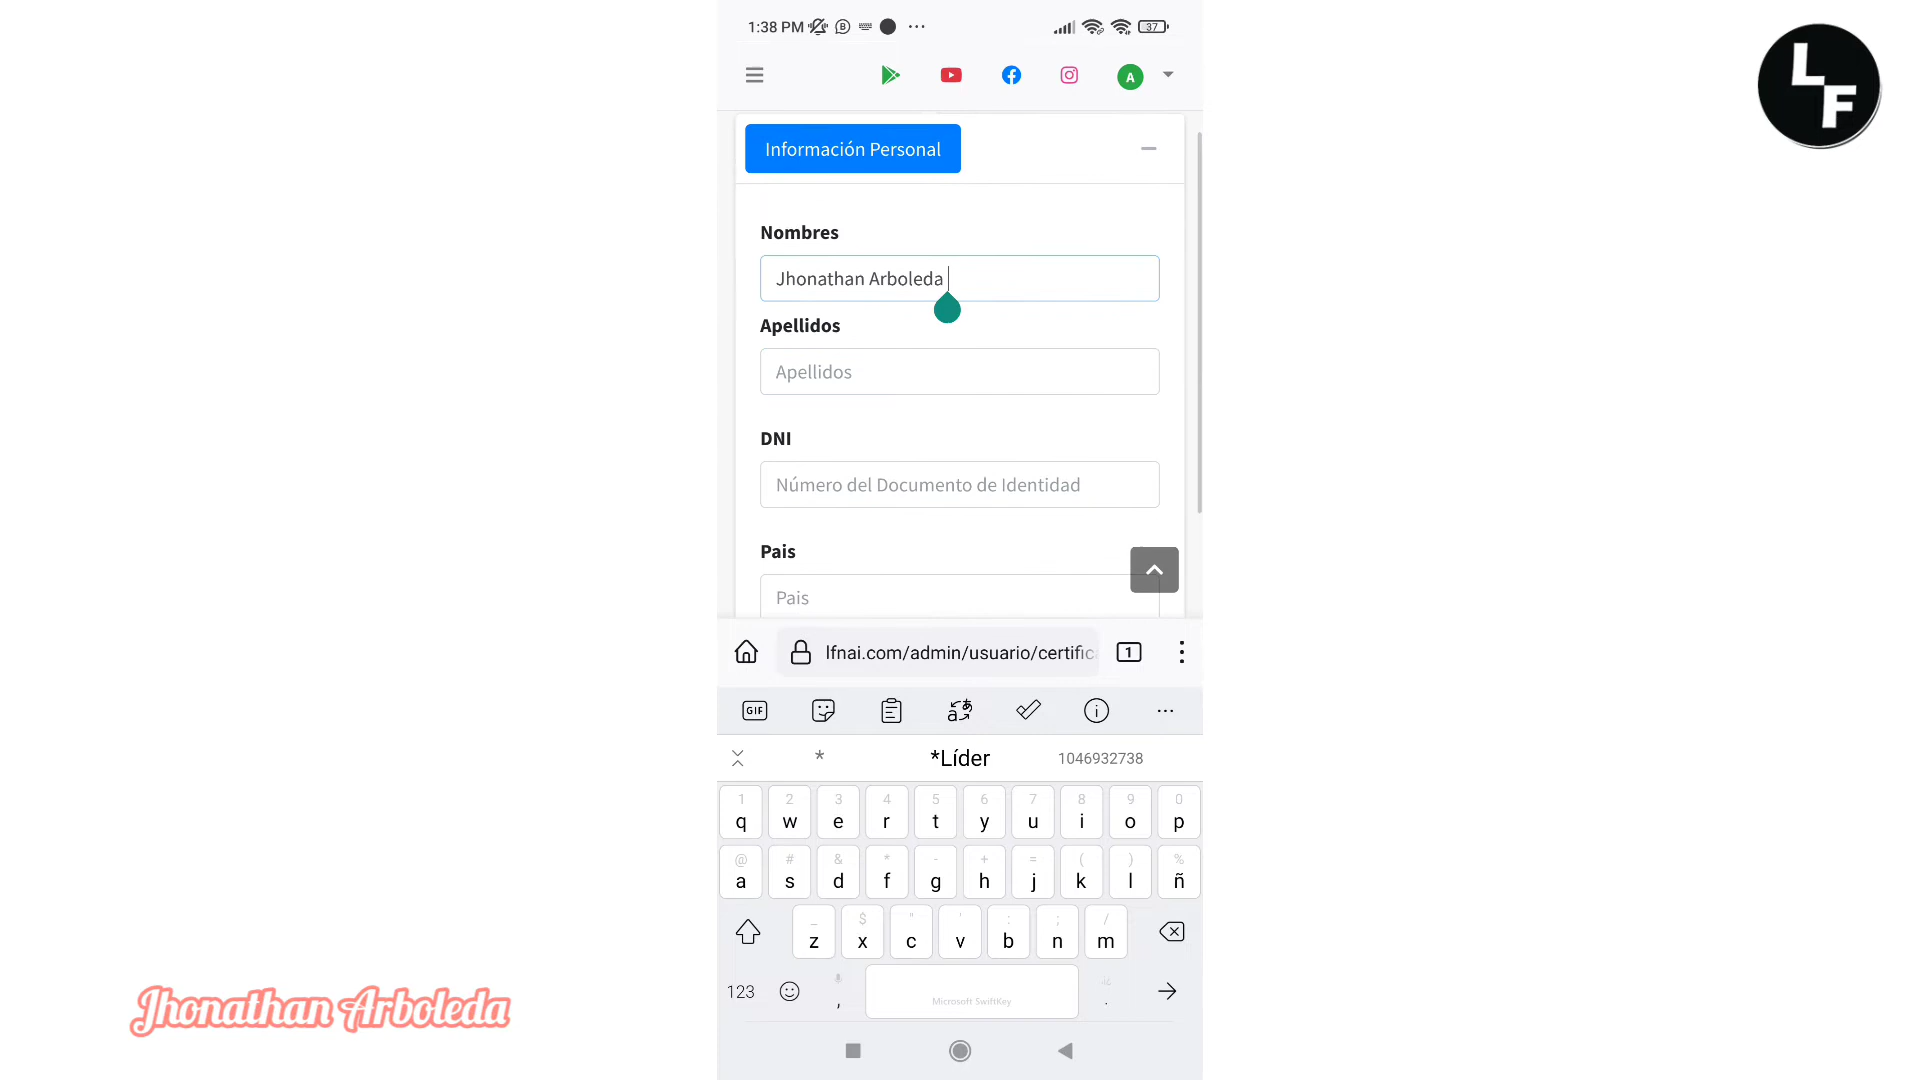 1:38 PM 37
A
Información Personal
Nombres
Jhonathan Arboleda
Apellidos
Apellidos
DNI
Número del Documento de Identidad
Pais
Pais
lfnai.com/admin/usuario/certific
1
GIF
* *Líder 1046932738
1 2 3 4 5 6 7 8 9 0
q w e r t y u i o p
@ # & * - + = ( ) %
a s d f g h j k l ñ
_ $ " ' : ; /
z x c v b n m
123 , Microsoft SwiftKey .
LF
Jhonathan Arboleda